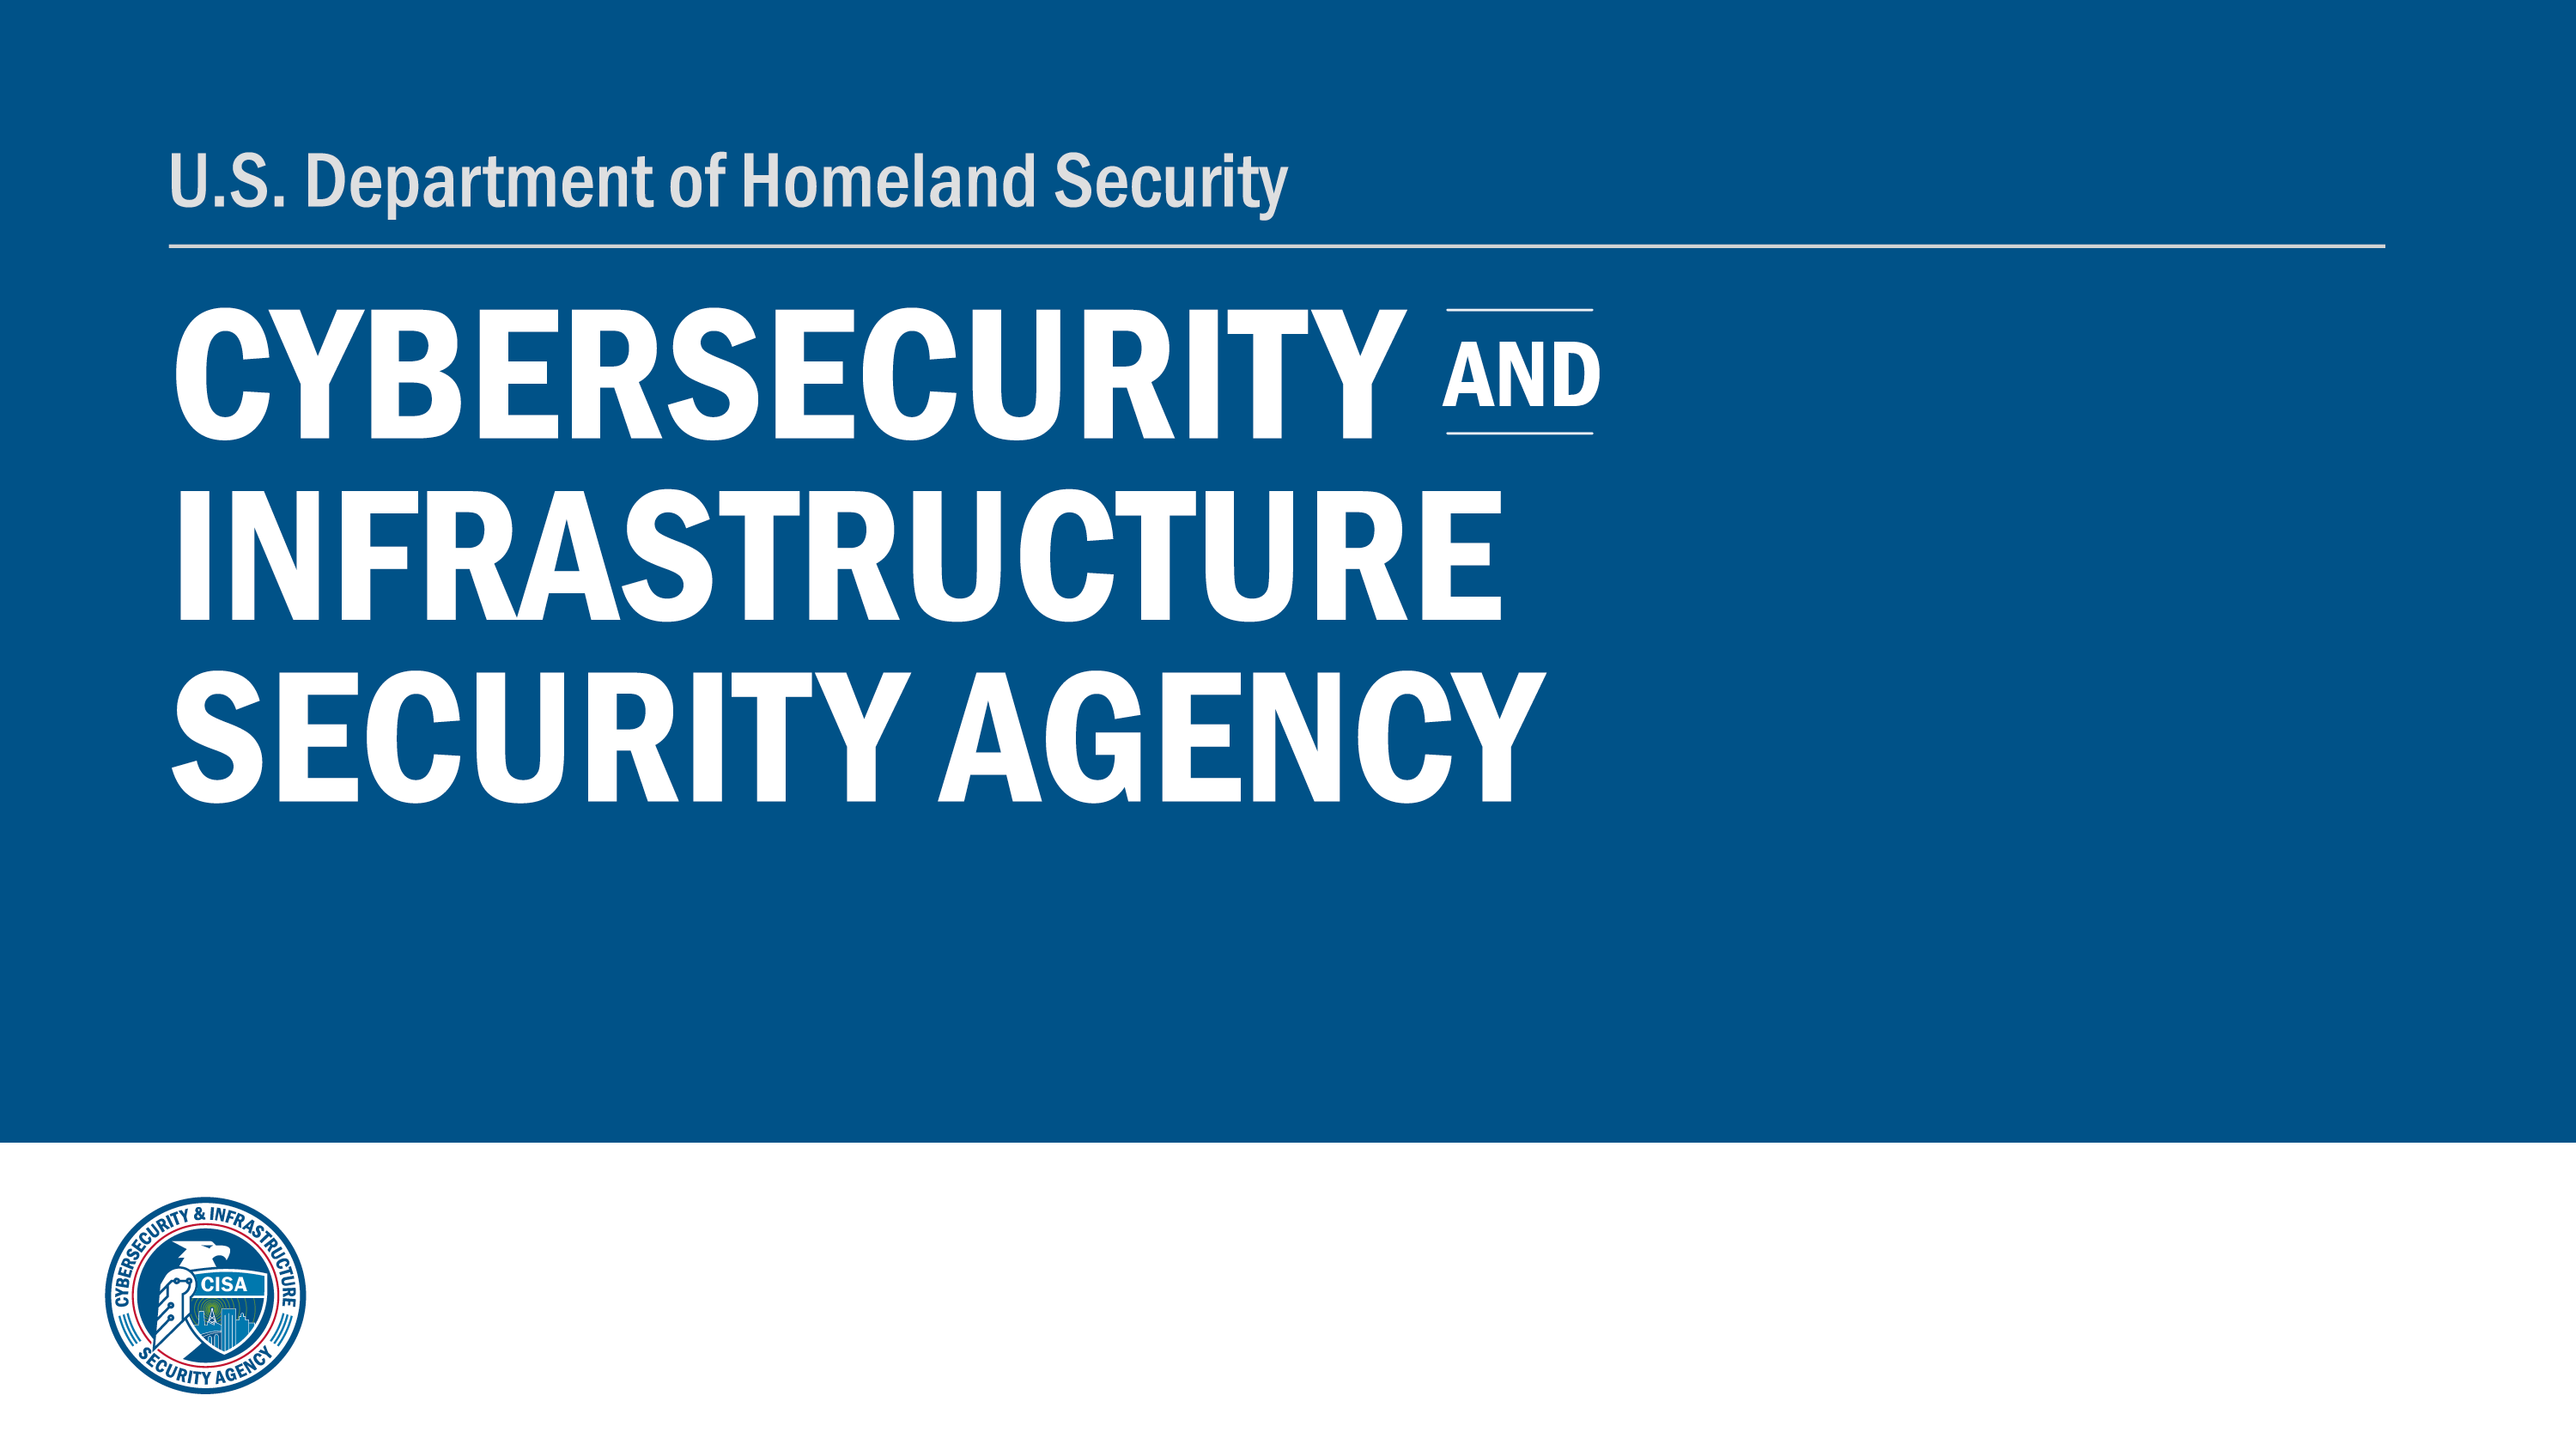 U.S. Department of Homeland Security
CYBERSECURITY AND
INFRASTRUCTURE
SECURITY AGENCY
CYBERSECURITY & INFRASTRUCTURE
CISA
SECURITY AGENCY